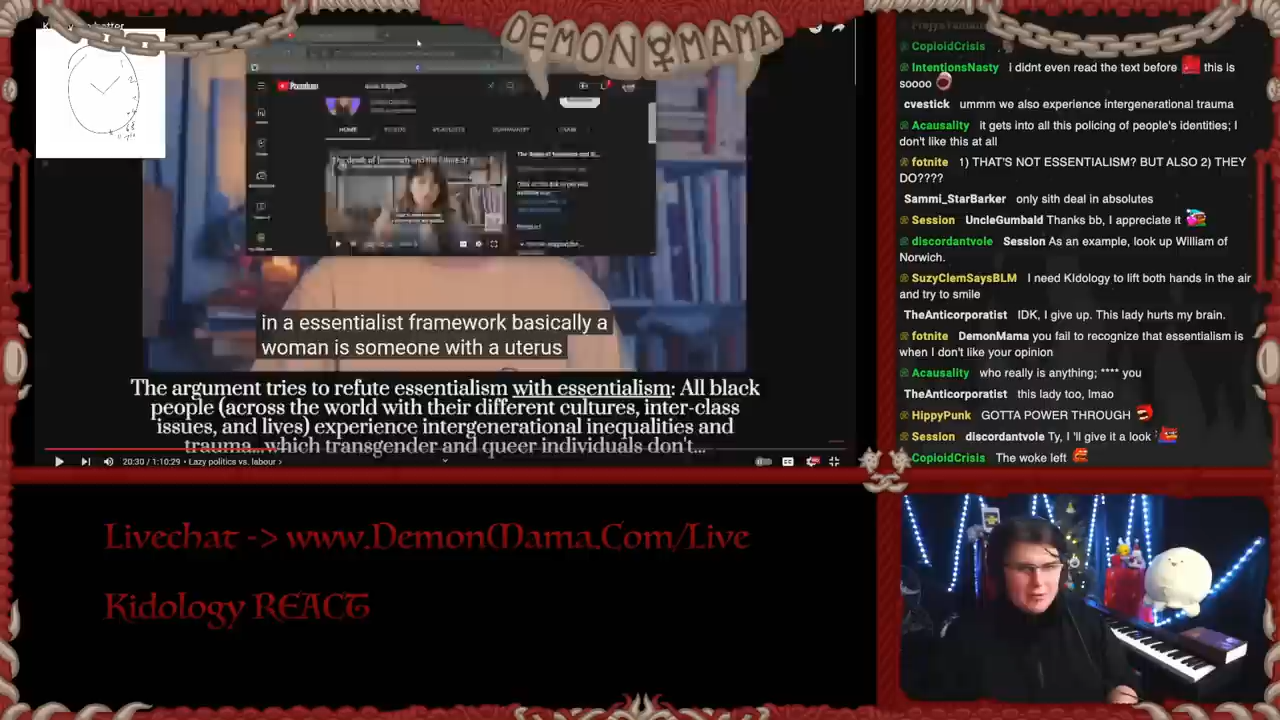 DEMON MAMA
Premium
HOME
in a essentialist framework basically a
woman is someone with a uterus
The argument tries to refute essentialism with essentialism: All black
people (across the world with their different cultures, inter-class
issues, and lives) experience intergenerational inequalities and
trauma...which transgender and queer individuals don't...
20:30 / 1:10:29 • Lazy politics vs. labour >
Livechat -> www.DemonMama.Com/Live
Kidology REACT
CopioidCrisis
IntentionsNasty i didnt even read the text before this is
soooo
cvestick ummm we also experience intergenerational trauma
Acausality it gets into all this policing of people's identities; I
don't like this at all
fotnite 1) THAT'S NOT ESSENTIALISM? BUT ALSO 2) THEY
DO????
Sammi_StarBarker only sith deal in absolutes
Session UncleGumbald Thanks bb, I appreciate it
discordantvole Session As an example, look up William of
Norwich.
SuzyClemSaysBLM I need KIdology to lift both hands in the air
and try to smile
TheAnticorporatist IDK, I give up. This lady hurts my brain.
fotnite DemonMama you fail to recognize that essentialism is
when I don't like your opinion
Acausality who really is anything; **** you
TheAnticorporatist this lady too, lmao
HippyPunk GOTTA POWER THROUGH
Session discordantvole Ty, I 'll give it a look
CopioidCrisis The woke left